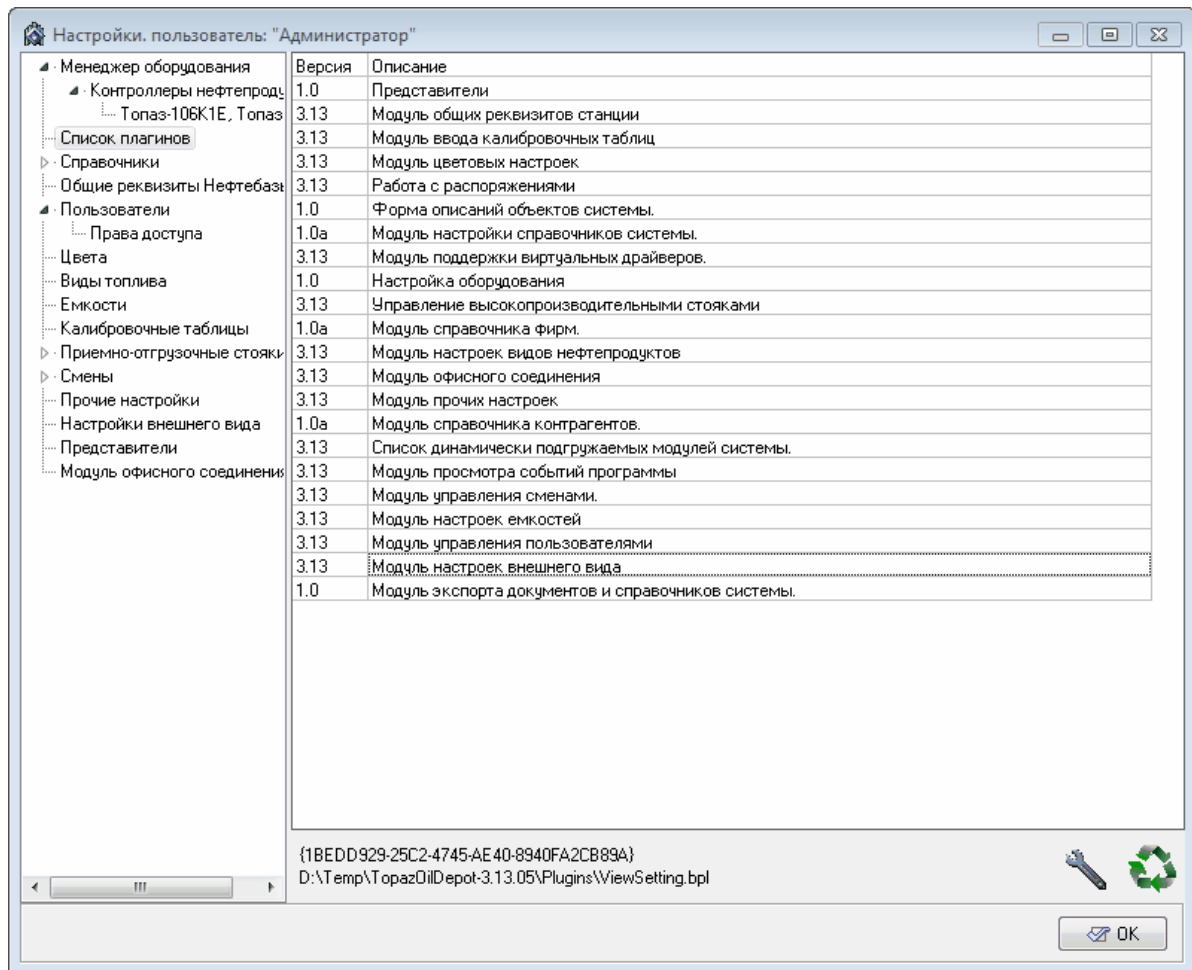 Настройки. пользователь: "Администратор"
Менеджер оборудования
Контроллеры нефтепроду
Топаз-106К1Е, Топаз
Список плагинов
Справочники
Общие реквизиты Нефтебазы
Пользователи
Права доступа
Цвета
Виды топлива
Емкости
Калибровочные таблицы
Приемно-отгрузочные стояки
Смены
Прочие настройки
Настройки внешнего вида
Представители
Модуль офисного соединения
Версия Описание
1.0 Представители
3.13 Модуль общих реквизитов станции
3.13 Модуль ввода калибровочных таблиц
3.13 Модуль цветовых настроек
3.13 Работа с распоряжениями
1.0 Форма описаний объектов системы.
1.0a Модуль настройки справочников системы.
3.13 Модуль поддержки виртуальных драйверов.
1.0 Настройка оборудования
3.13 Управление высокопроизводительными стояками
1.0a Модуль справочника фирм.
3.13 Модуль настроек видов нефтепродуктов
3.13 Модуль офисного соединения
3.13 Модуль прочих настроек
1.0a Модуль справочника контрагентов.
3.13 Список динамически подгружаемых модулей системы.
3.13 Модуль просмотра событий программы
3.13 Модуль управления сменами.
3.13 Модуль настроек емкостей
3.13 Модуль управления пользователями
3.13 Модуль настроек внешнего вида
1.0 Модуль экспорта документов и справочников системы.
{1BEDD929-25C2-4745-AE40-8940FA2CB89A}
D:\Temp\TopazOilDepot-3.13.05\Plugins\ViewSetting.bpl
OK